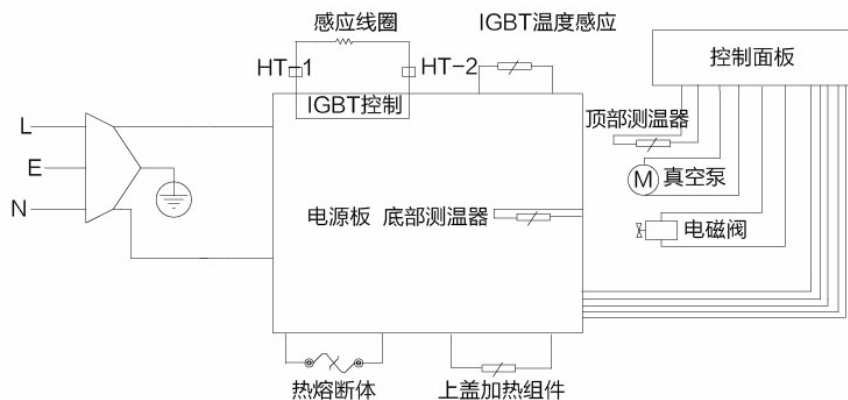 感应线圈
IGBT温度感应
控制面板
HT-1
HT-2
IGBT控制
顶部测温器
L
E
M
真空泵
N
电源板 底部测温器
电磁阀
热熔断体
上盖加热组件